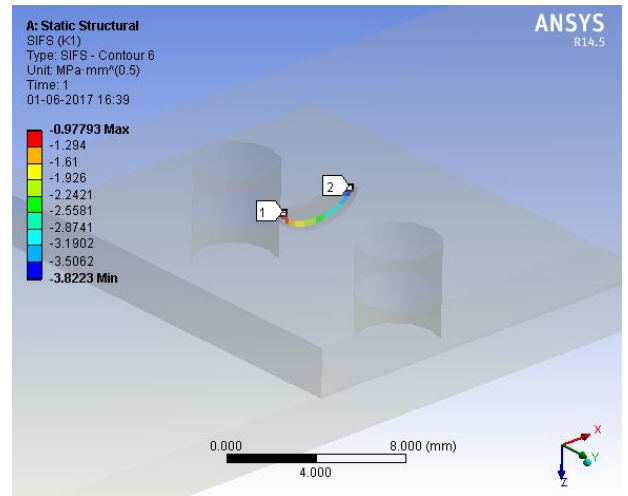 A: Static Structural
SIFS (K1)
Type: SIFS - Contour 6
Unit: MPa·mm^(0.5)
Time: 1
01-06-2017 16:39
-0.97793 Max
-1.294
-1.61
-1.926
-2.2421
-2.5581
-2.8741
-3.1902
-3.5062
-3.8223 Min
ANSYS
R14.5
2
1
0.000 8.000 (mm)
4.000
X
Y
Z